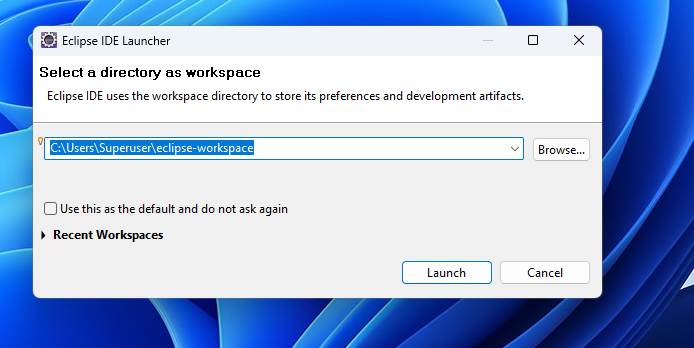 Eclipse IDE Launcher
Select a directory as workspace
Eclipse IDE uses the workspace directory to store its preferences and development artifacts.
C:\Users\Superuser\eclipse-workspace
Browse...
Use this as the default and do not ask again
Recent Workspaces
Launch
Cancel